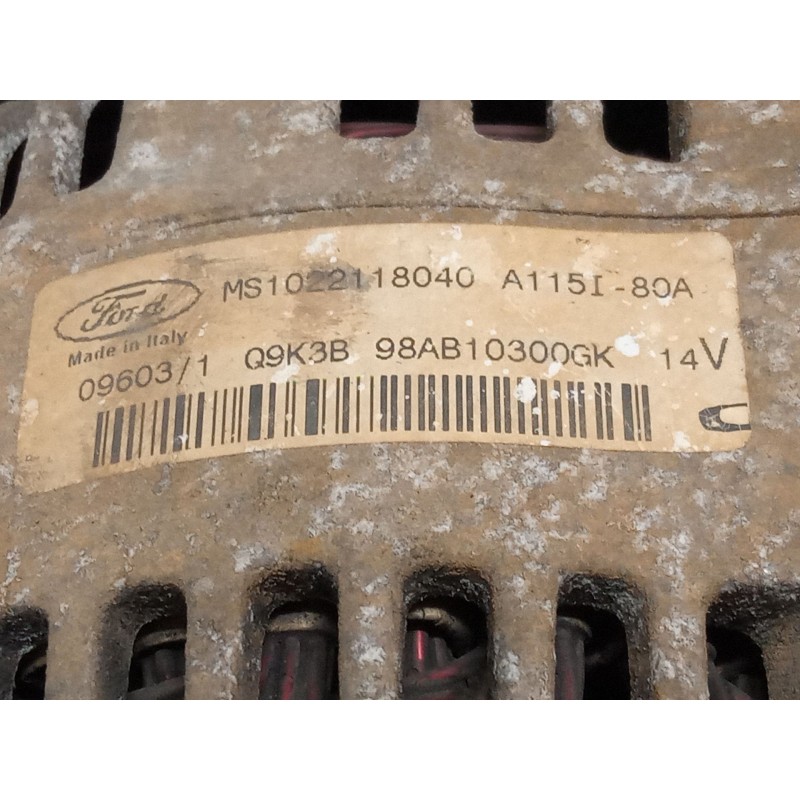 Ford MS1022118040 A115I-80A
Made in Italy
09603/1 Q9K3B 98AB10300GK 14V